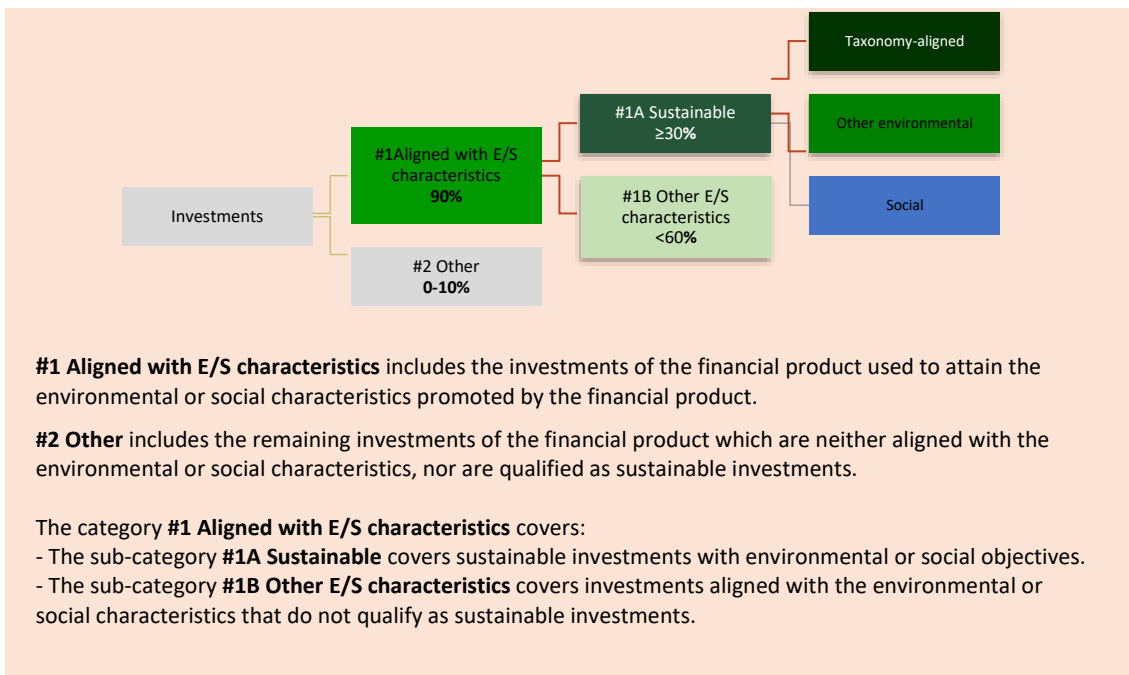 Taxonomy-aligned
#1A Sustainable
≥30%
Other environmental
#1Aligned with E/S
characteristics
90%
#1B Other E/S
characteristics
<60%
Social
Investments
#2 Other
0-10%
#1 Aligned with E/S characteristics includes the investments of the financial product used to attain the
environmental or social characteristics promoted by the financial product.
#2 Other includes the remaining investments of the financial product which are neither aligned with the
environmental or social characteristics, nor are qualified as sustainable investments.
The category #1 Aligned with E/S characteristics covers:
- The sub-category #1A Sustainable covers sustainable investments with environmental or social objectives.
- The sub-category #1B Other E/S characteristics covers investments aligned with the environmental or
social characteristics that do not qualify as sustainable investments.